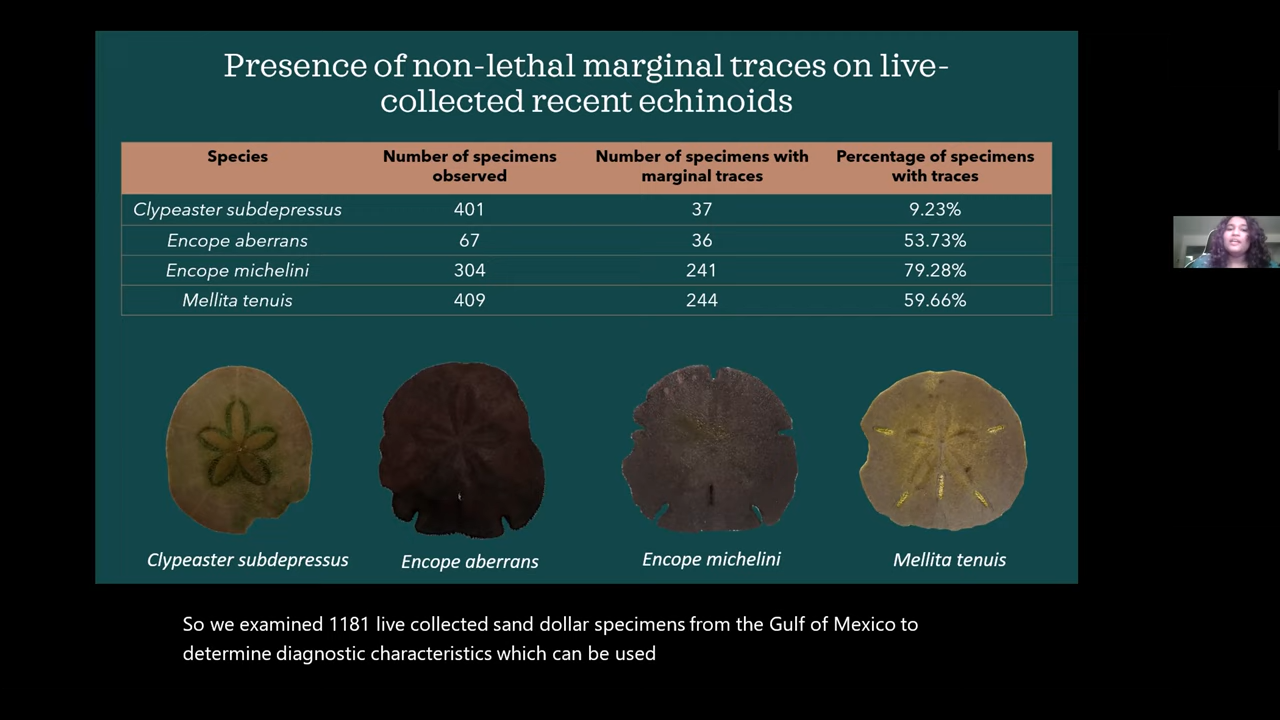 Presence of non-lethal marginal traces on live-
collected recent echinoids
Species Number of specimens observed Number of specimens with marginal traces Percentage of specimens with traces
Clypeaster subdepressus 401 37 9.23%
Encope aberrans 67 36 53.73%
Encope michelini 304 241 79.28%
Mellita tenuis 409 244 59.66%
Clypeaster subdepressus Encope aberrans Encope michelini Mellita tenuis
So we examined 1181 live collected sand dollar specimens from the Gulf of Mexico to
determine diagnostic characteristics which can be used